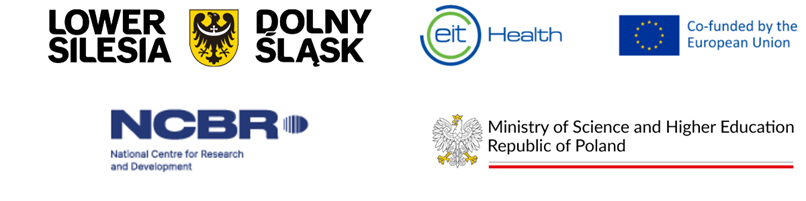 LOWER
SILESIA
DOLNY
ŚLĄSK
eit Health
Co-funded by the
European Union
NCBR
National Centre for Research
and Development
Ministry of Science and Higher Education
Republic of Poland